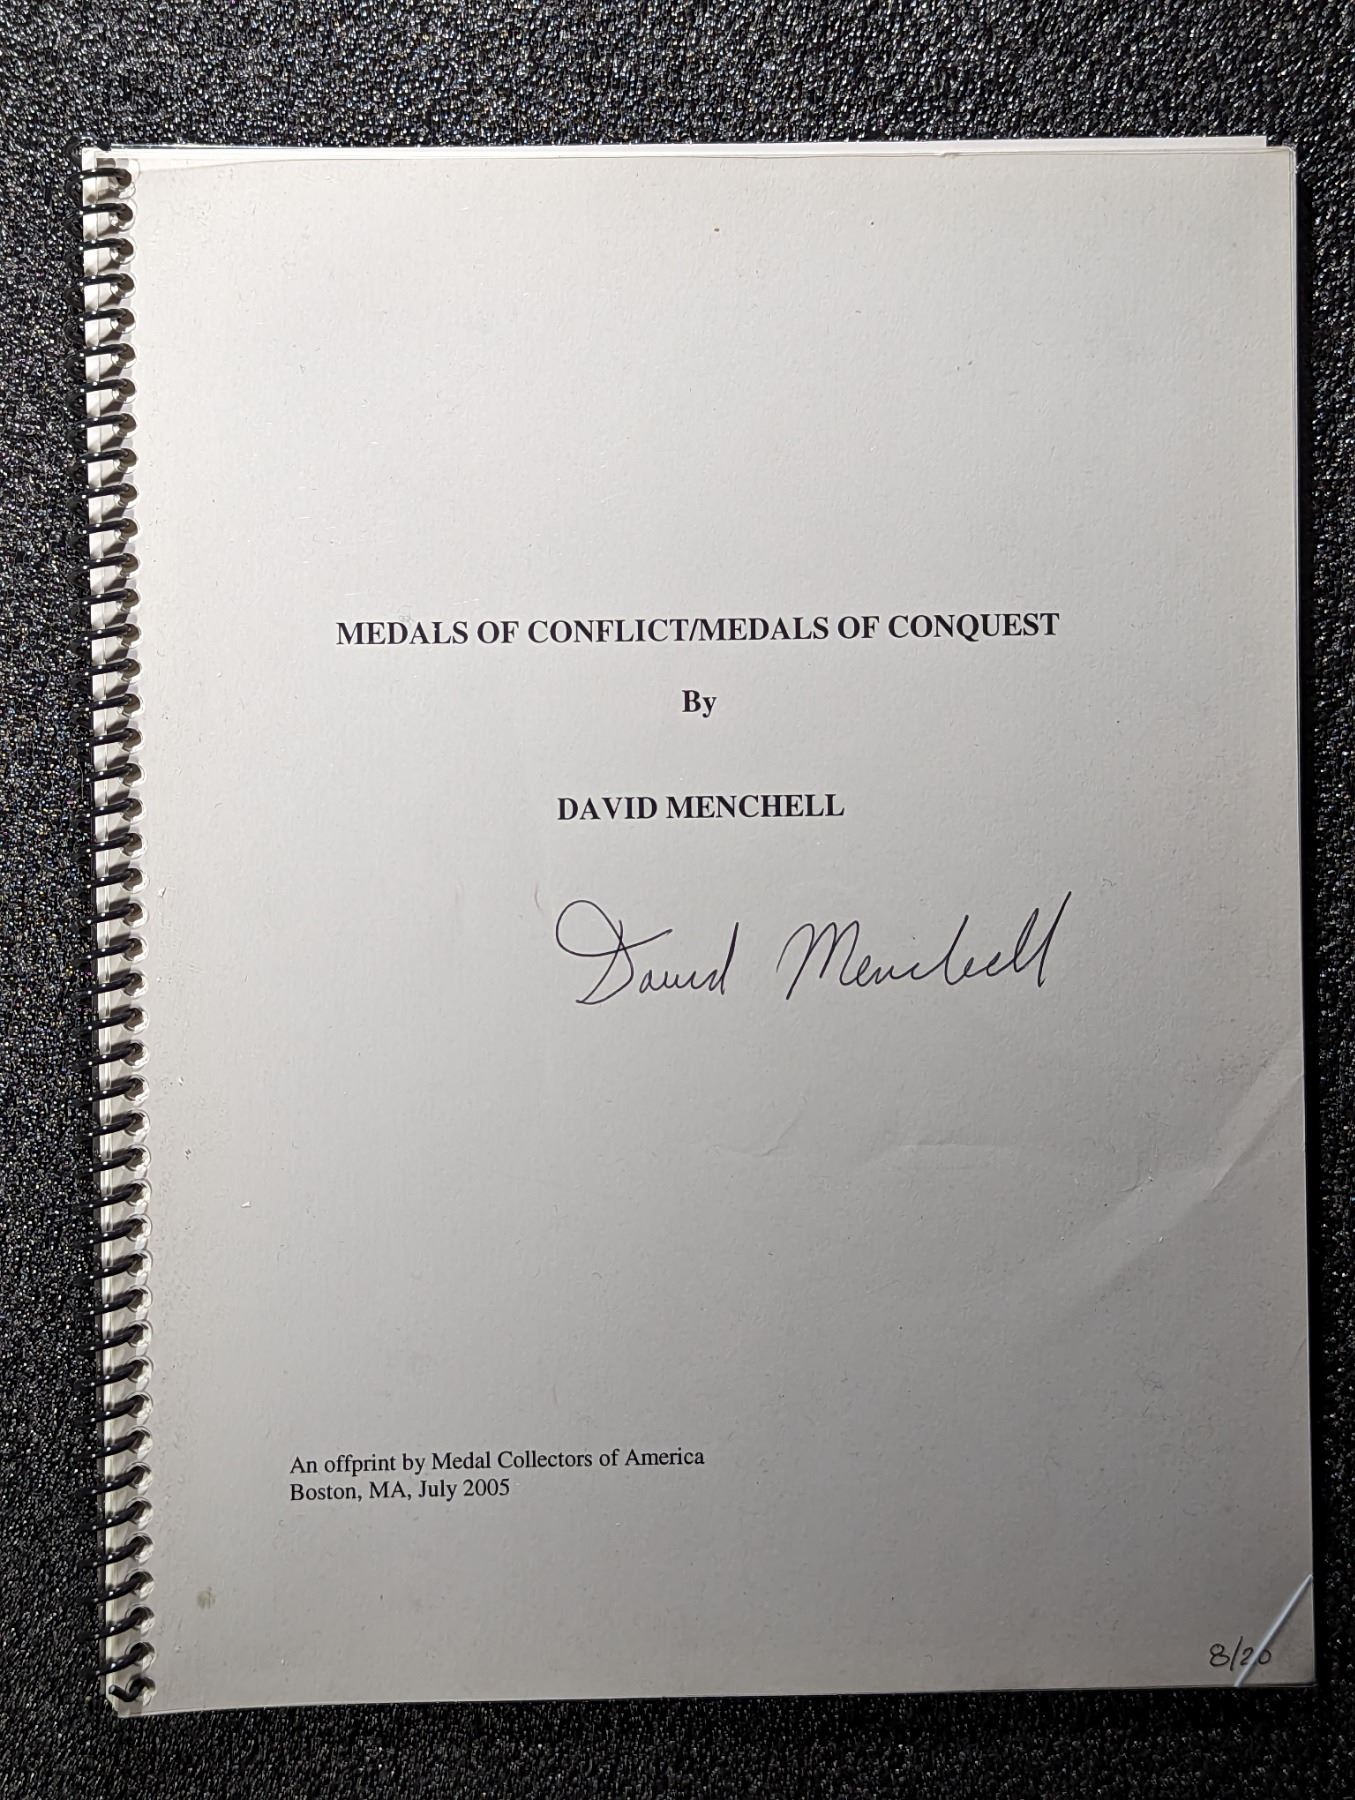 MEDALS OF CONFLICT/MEDALS OF CONQUEST
By
DAVID MENCHELL
David Menchell
An offprint by Medal Collectors of America
Boston, MA, July 2005
8/20